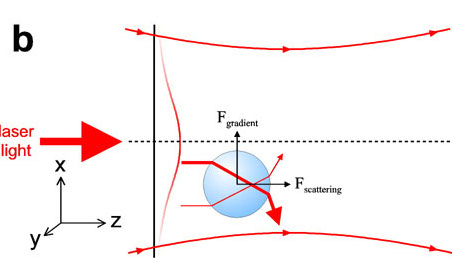 b
laser
light
x
y
z
F gradient
F scattering